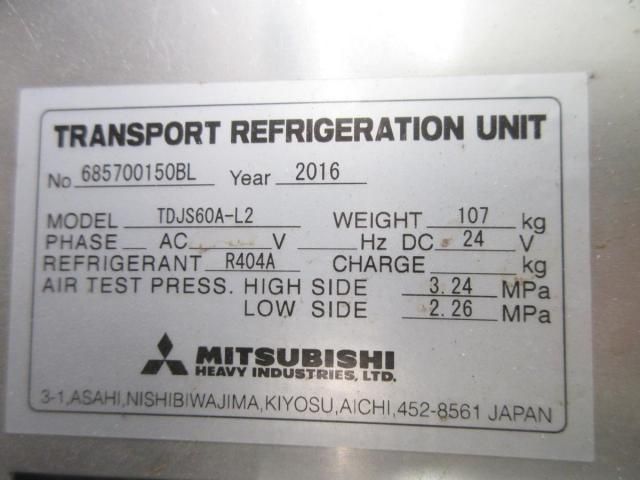 TRANSPORT REFRIGERATION UNIT
No 685700150BL Year 2016
MODEL TDJS60A-L2 WEIGHT 107 kg
PHASE AC V Hz DC 24 V
REFRIGERANT R404A CHARGE kg
AIR TEST PRESS. HIGH SIDE 3.24 MPa
LOW SIDE 2.26 MPa
MITSUBISHI
HEAVY INDUSTRIES, LTD.
3-1,ASAHI,NISHIBIWAJIMA,KIYOSU,AICHI,452-8561 JAPAN